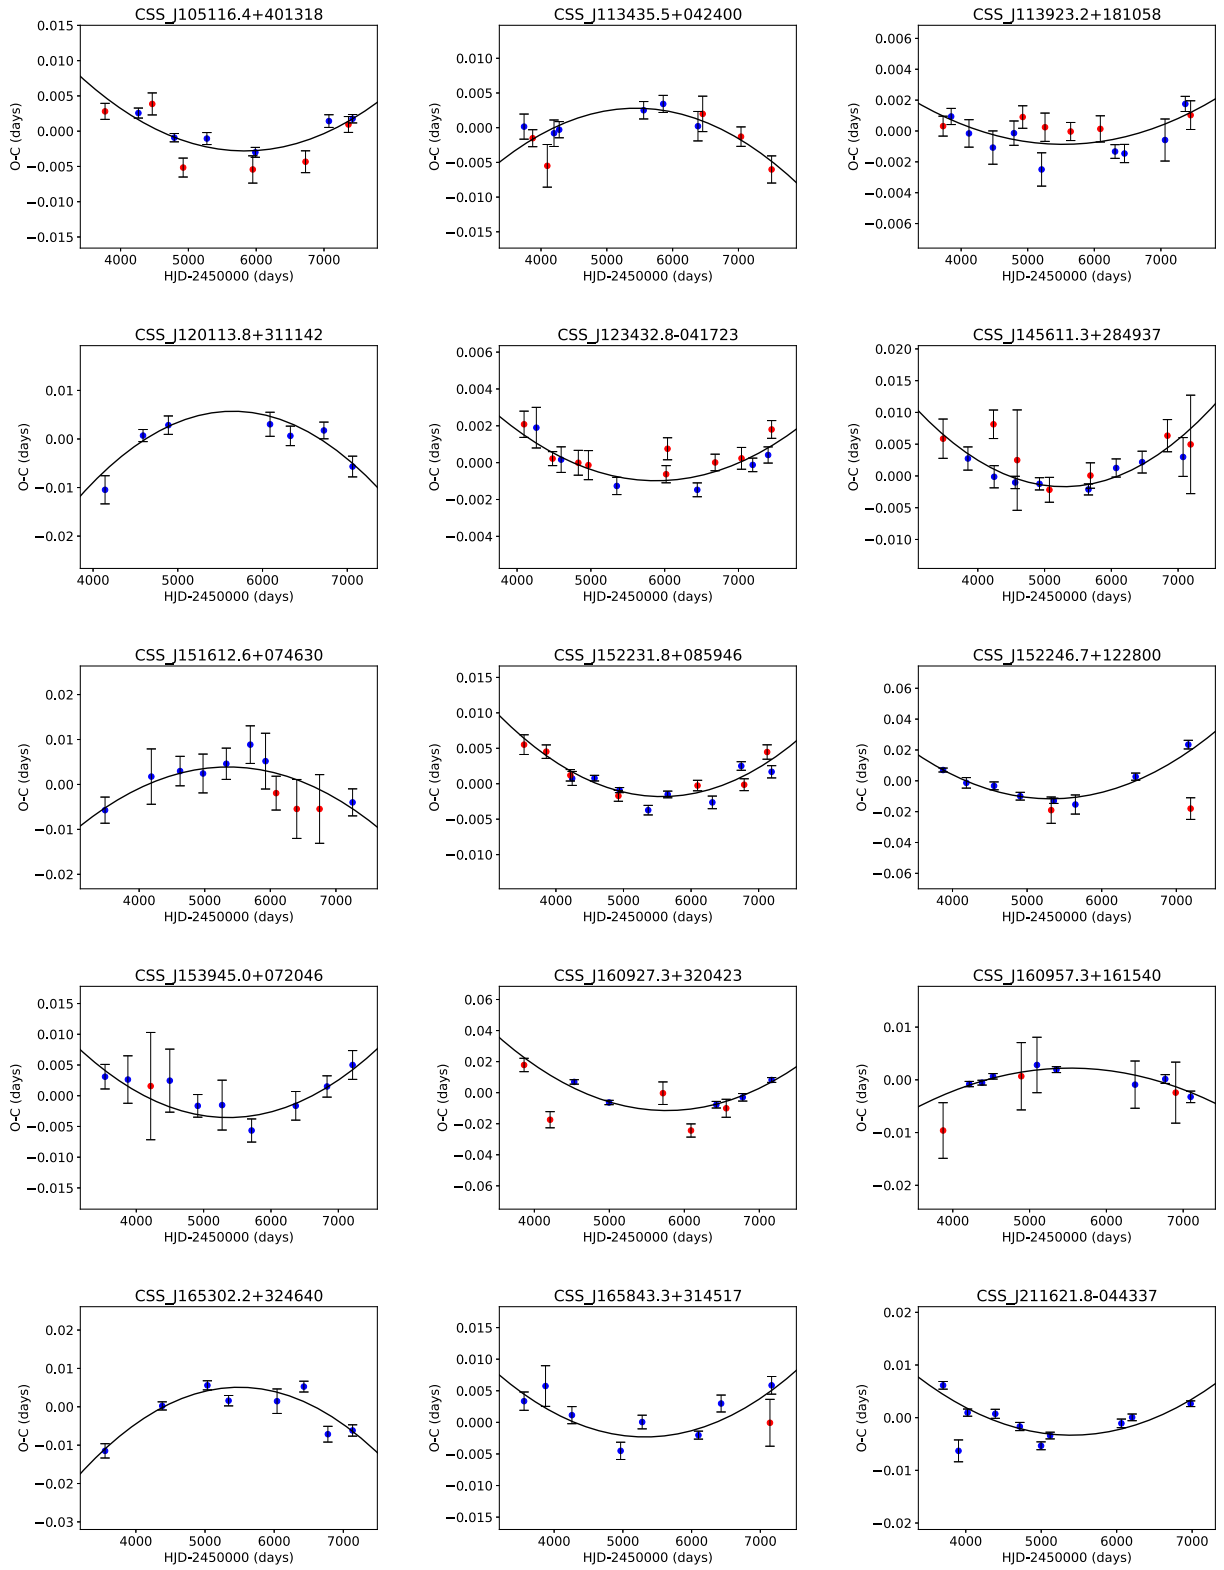 CSS_J105116.4+401318 CSS_J113435.5+042400 CSS_J113923.2+181058
0.015
0.010
0.005
0.000
−0.005
−0.010
−0.015
O-C (days)
4000 5000 6000 7000
HJD-2450000 (days)
0.010
0.005
0.000
−0.005
−0.010
−0.015
O-C (days)
4000 5000 6000 7000
HJD-2450000 (days)
0.006
0.004
0.002
0.000
−0.002
−0.004
−0.006
O-C (days)
4000 5000 6000 7000
HJD-2450000 (days)
CSS_J120113.8+311142 CSS_J123432.8-041723 CSS_J145611.3+284937
0.01
0.00
−0.01
−0.02
O-C (days)
4000 5000 6000 7000
HJD-2450000 (days)
0.006
0.004
0.002
0.000
−0.002
−0.004
O-C (days)
4000 5000 6000 7000
HJD-2450000 (days)
0.020
0.015
0.010
0.005
0.000
−0.005
−0.010
O-C (days)
4000 5000 6000 7000
HJD-2450000 (days)
CSS_J151612.6+074630 CSS_J152231.8+085946 CSS_J152246.7+122800
0.02
0.01
0.00
−0.01
−0.02
O-C (days)
4000 5000 6000 7000
HJD-2450000 (days)
0.015
0.010
0.005
0.000
−0.005
−0.010
O-C (days)
4000 5000 6000 7000
HJD-2450000 (days)
0.06
0.04
0.02
0.00
−0.02
−0.04
−0.06
O-C (days)
4000 5000 6000 7000
HJD-2450000 (days)
CSS_J153945.0+072046 CSS_J160927.3+320423 CSS_J160957.3+161540
0.015
0.010
0.005
0.000
−0.005
−0.010
−0.015
O-C (days)
4000 5000 6000 7000
HJD-2450000 (days)
0.06
0.04
0.02
0.00
−0.02
−0.04
−0.06
O-C (days)
4000 5000 6000 7000
HJD-2450000 (days)
0.01
0.00
−0.01
−0.02
O-C (days)
4000 5000 6000 7000
HJD-2450000 (days)
CSS_J165302.2+324640 CSS_J165843.3+314517 CSS_J211621.8-044337
0.02
0.01
0.00
−0.01
−0.02
−0.03
O-C (days)
4000 5000 6000 7000
HJD-2450000 (days)
0.015
0.010
0.005
0.000
−0.005
−0.010
−0.015
O-C (days)
4000 5000 6000 7000
HJD-2450000 (days)
0.02
0.01
0.00
−0.01
−0.02
O-C (days)
4000 5000 6000 7000
HJD-2450000 (days)